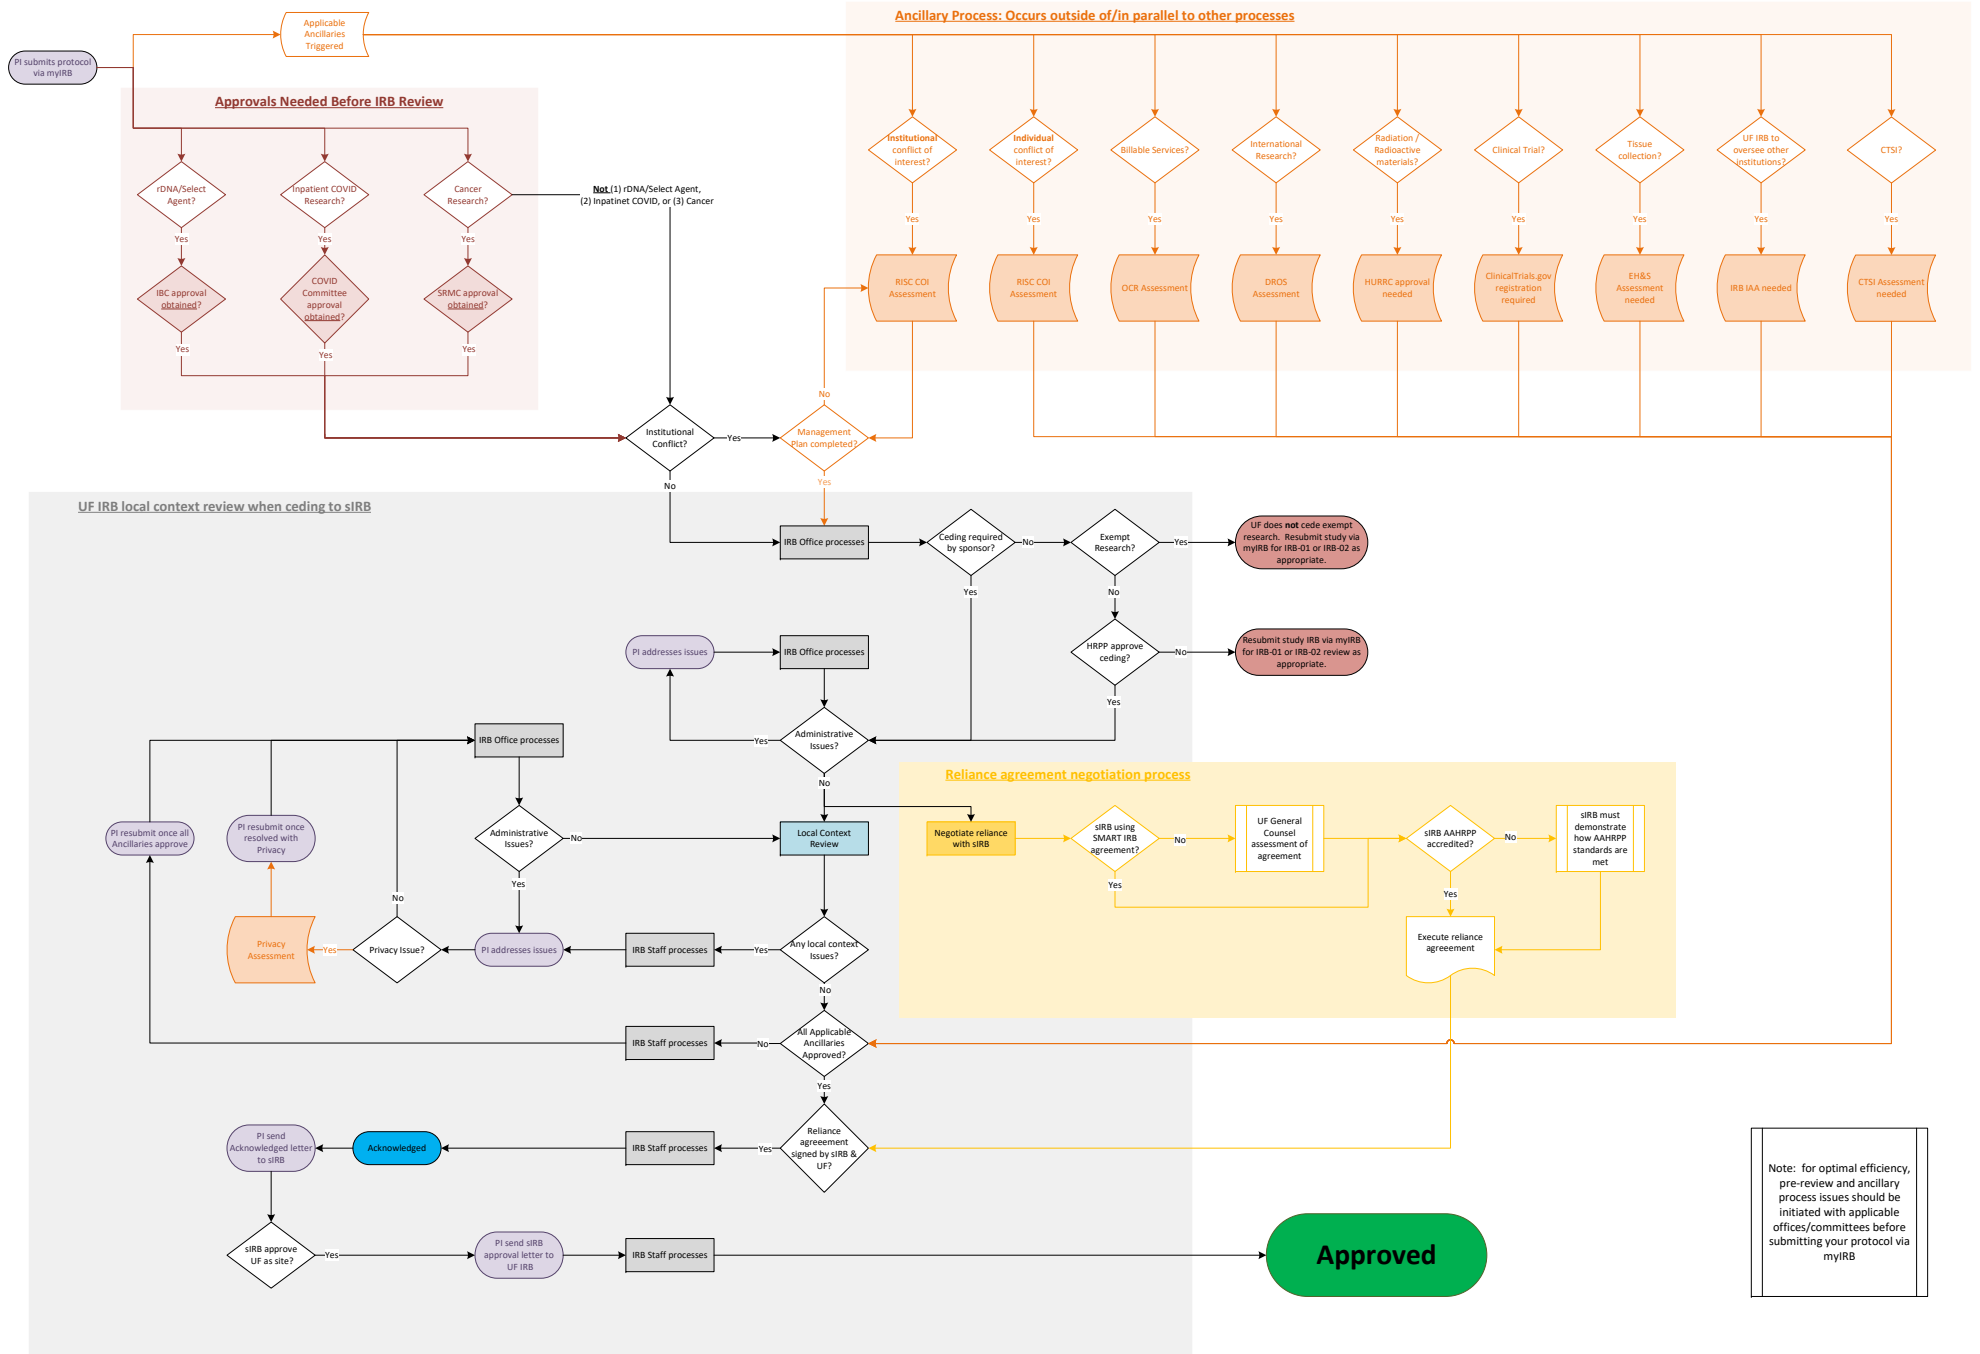 Applicable
Ancillaries
Triggered
Ancillary Process: Occurs outside of/in parallel to other processes
PI submits protocol
via myIRB
Approvals Needed Before IRB Review
rDNA/Select
Agent?
Inpatient COVID
Research?
Cancer
Research?
Not (1) rDNA/Select Agent,
(2) Inpatinet COVID, or (3) Cancer
Yes
Yes
Yes
IBC approval
obtained?
COVID
Committee
approval
obtained?
SRMC approval
obtained?
Yes
Yes
Yes
Institutional
conflict of
interest?
Individual
conflict of
interest?
Billable Services?
International
Research?
Radiation /
Radioactive
materials?
Clinical Trial?
Tissue
collection?
UF IRB to
oversee other
institutions?
CTSI?
Yes
Yes
Yes
Yes
Yes
Yes
Yes
Yes
Yes
RISC COI
Assessment
RISC COI
Assessment
OCR Assessment
DROS
Assessment
HURRC approval
needed
ClinicalTrials.gov
registration
required
EH&S
Assessment
needed
IRB IAA needed
CTSI Assessment
needed
No
Institutional
Conflict?
Yes
Management
Plan completed?
No
Yes
UF IRB local context review when ceding to sIRB
IRB Office processes
Ceding required
by sponsor?
No
Exempt
Research?
Yes
UF does not cede exempt
research. Resubmit study via
myIRB for IRB-01 or IRB-02 as
appropriate.
Yes
No
PI addresses issues
IRB Office processes
HRPP approve
ceding?
No
Resubmit study IRB via myIRB
for IRB-01 or IRB-02 review as
appropriate.
Yes
IRB Office processes
Yes
Administrative
Issues?
No
Reliance agreement negotiation process
PI resubmit once all
Ancillaries approve
PI resubmit once
resolved with
Privacy
Administrative
Issues?
No
Local Context
Review
Negotiate reliance
with sIRB
sIRB using
SMART IRB
agreement?
No
UF General
Counsel
assessment of
agreement
sIRB AAHRPP
accredited?
No
sIRB must
demonstrate
how AAHRPP
standards are
met
Yes
Yes
No
Yes
Privacy
Assessment
Yes
Privacy Issue?
PI addresses issues
IRB Staff processes
Yes
Any local context
Issues?
Execute reliance
agreeement
No
IRB Staff processes
No
All Applicable
Ancillaries
Approved?
Yes
PI send
Acknowledged letter
to sIRB
Acknowledged
IRB Staff processes
Yes
Reliance
agreeement
signed by sIRB &
UF?
sIRB approve
UF as site?
Yes
PI send sIRB
approval letter to
UF IRB
IRB Staff processes
Approved
Note: for optimal efficiency,
pre-review and ancillary
process issues should be
initiated with applicable
offices/committees before
submitting your protocol via
myIRB